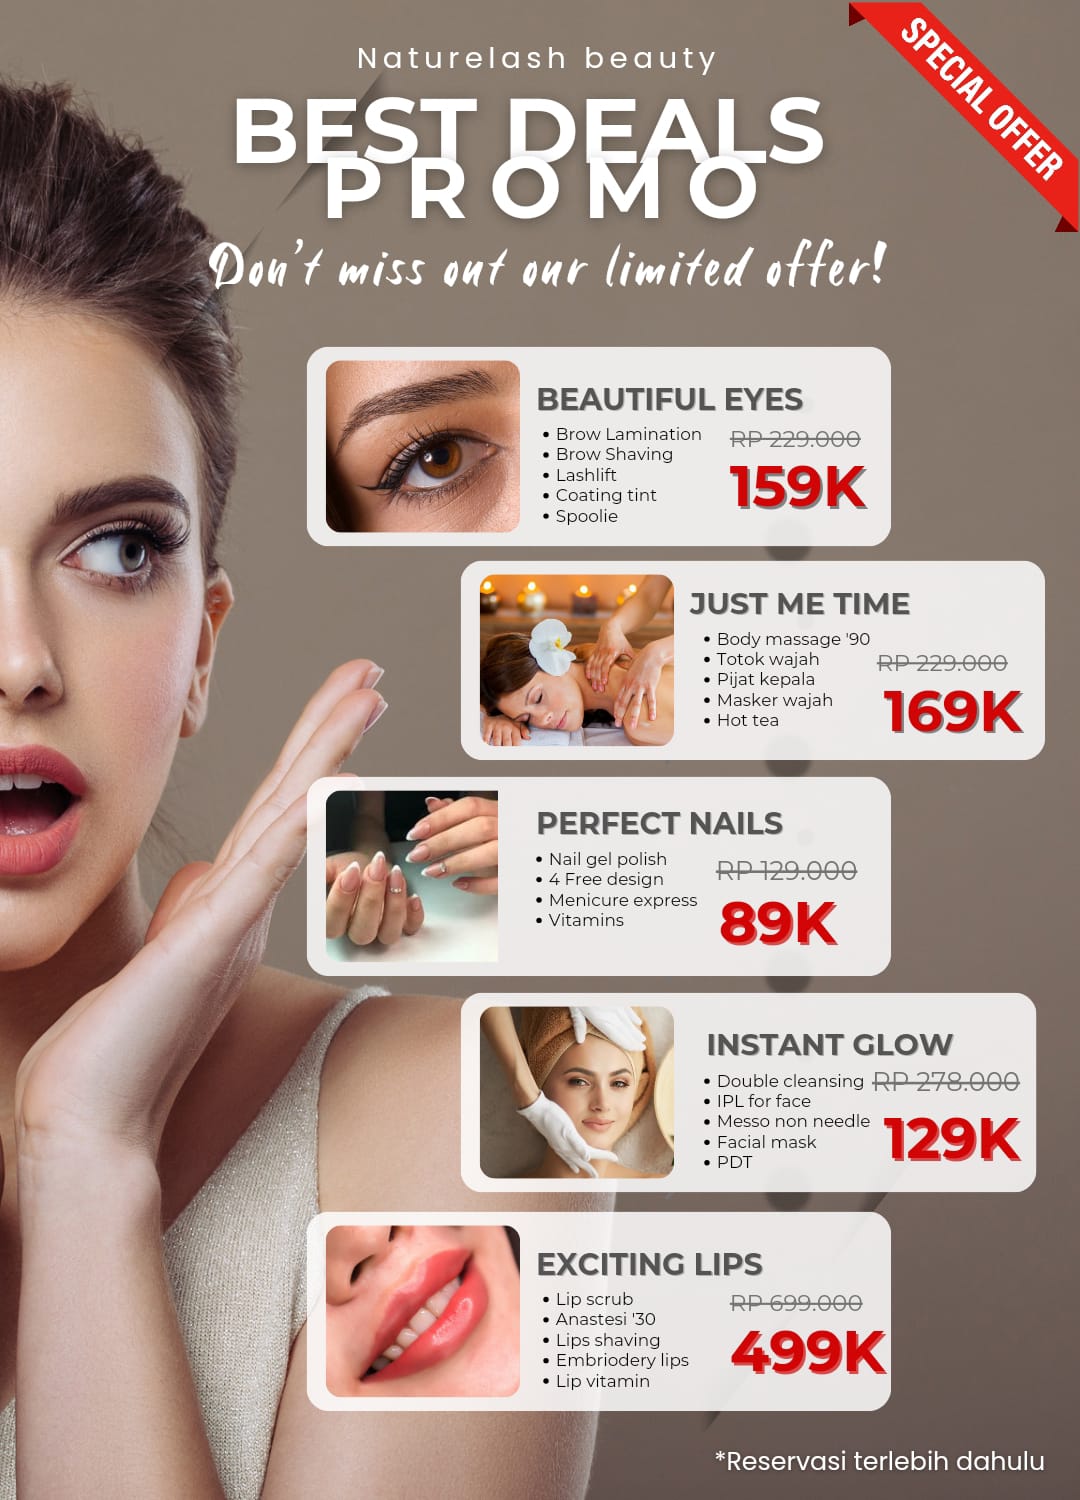 Naturelash beauty
BEST DEALS
PROMO
Don't miss out our limited offer!
SPECIAL OFFER
BEAUTIFUL EYES
• Brow Lamination
• Brow Shaving
• Lashlift
• Coating tint
• Spoolie
RP 229.000
159K
JUST ME TIME
• Body massage '90
• Totok wajah
• Pijat kepala
• Masker wajah
• Hot tea
RP 229.000
169K
PERFECT NAILS
• Nail gel polish
• 4 Free design
• Menicure express
• Vitamins
RP 129.000
89K
INSTANT GLOW
• Double cleansing
• IPL for face
• Messo non needle
• Facial mask
• PDT
RP 278.000
129K
EXCITING LIPS
• Lip scrub
• Anastesi '30
• Lips shaving
• Embriodery lips
• Lip vitamin
RP 699.000
499K
*Reservasi terlebih dahulu